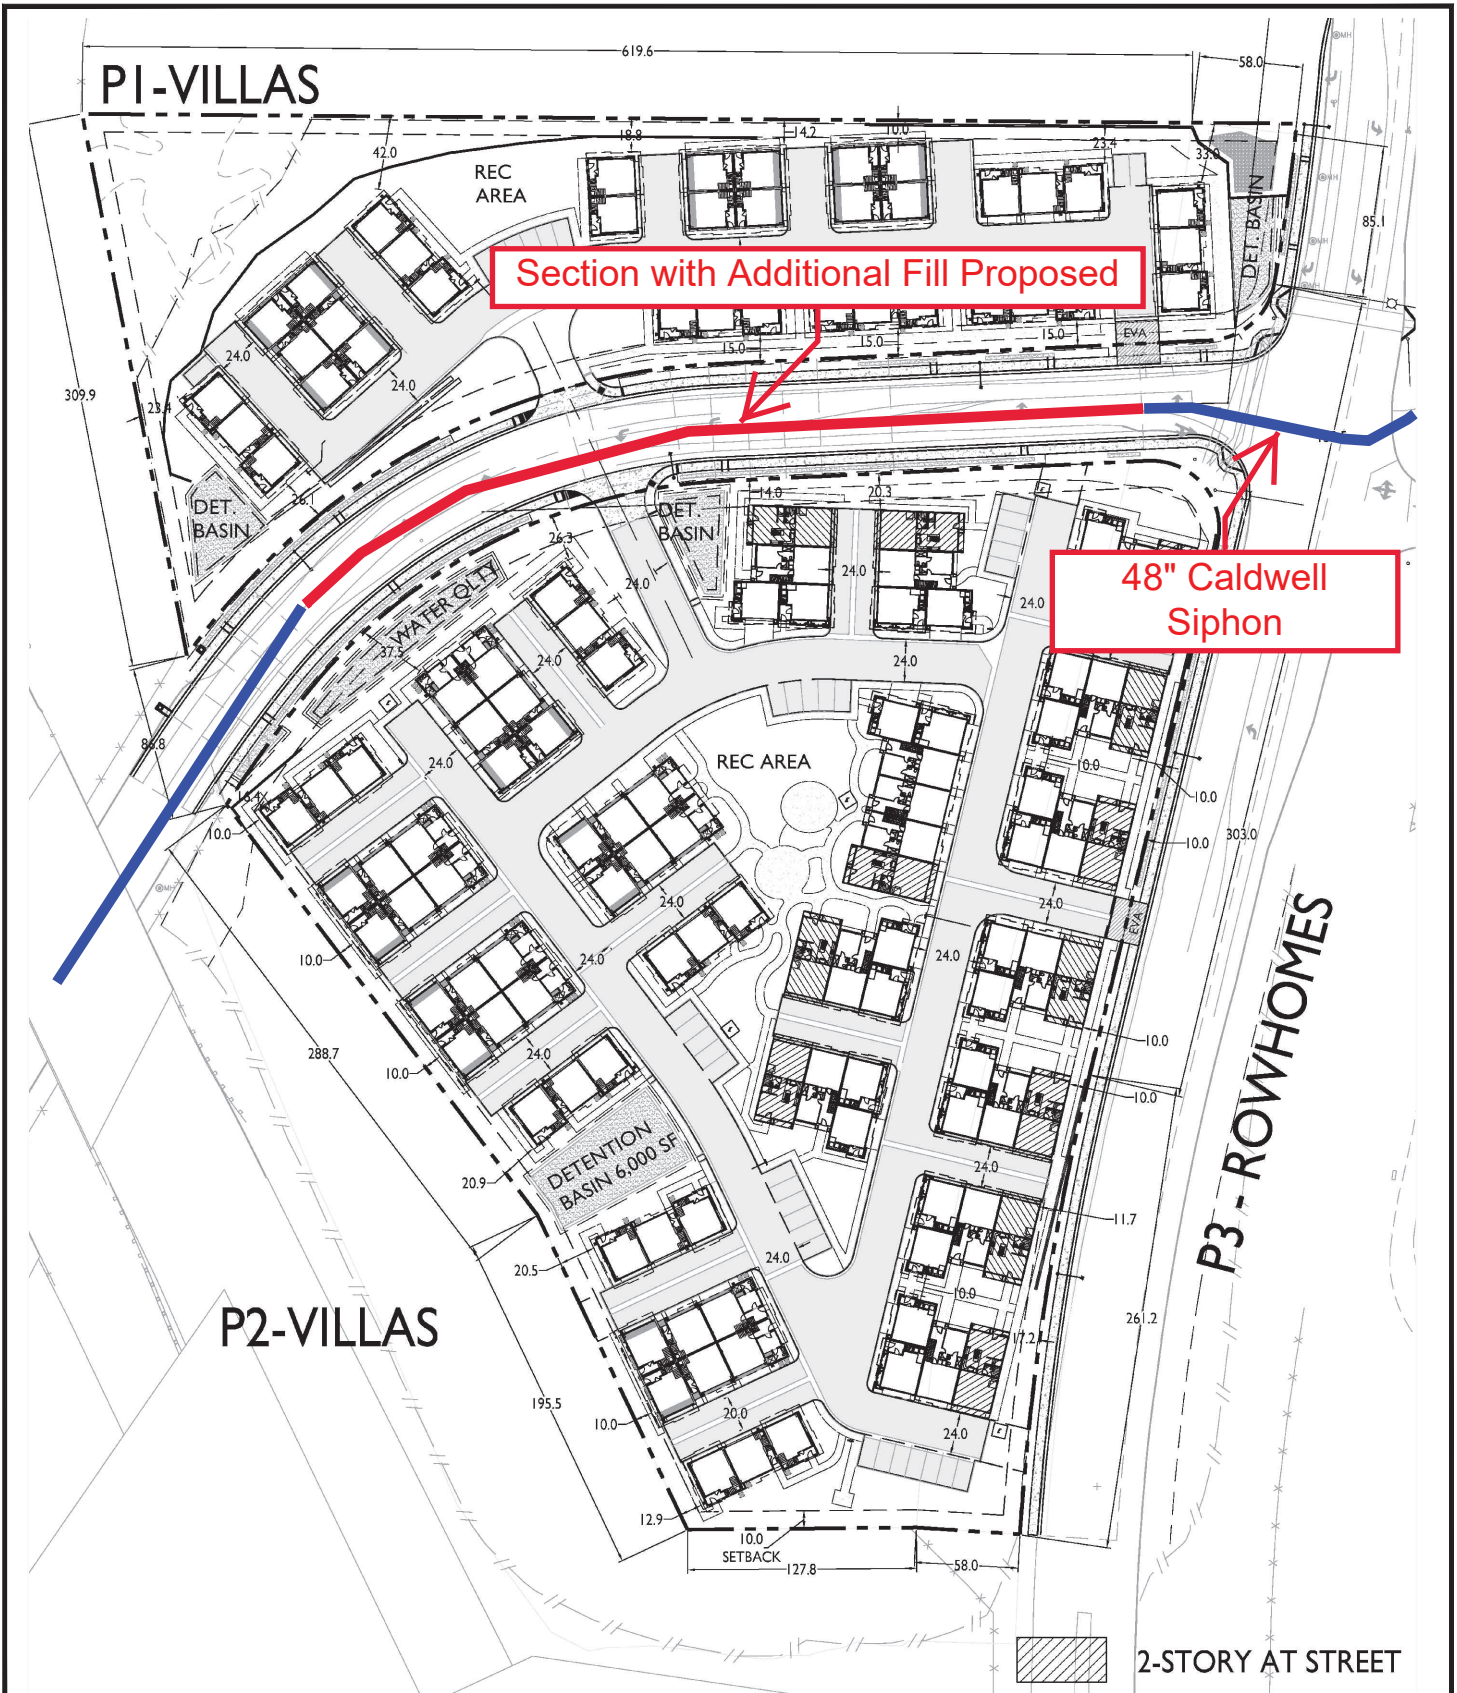 619.6
58.0
P1-VILLAS
18.8
14.2
10.0
42.0
23.4
33.0
REC
AREA
DET. BASIN
85.1
Section with Additional Fill Proposed
EVA
15.0
15.0
15.0
24.0
24.0
309.9
23.4
26.1
DET.
BASIN
14.0
20.3
DET.
BASIN
26.3
24.0
24.0
24.0
48" Caldwell
Siphon
WATER QLTY
37.5
24.0
24.0
86.8
24.0
REC AREA
10.0
10.0
10.0
10.0
303.0
24.0
24.0
EVA
10.0
24.0
24.0
P3 - ROWHOMES
288.7
24.0
10.0
10.0
10.0
DETENTION
BASIN 6,000 SF
20.9
24.0
11.7
20.5
24.0
10.0
P2-VILLAS
17.2
261.2
195.5
10.0
20.0
24.0
12.9
10.0
SETBACK
127.8
58.0
2-STORY AT STREET